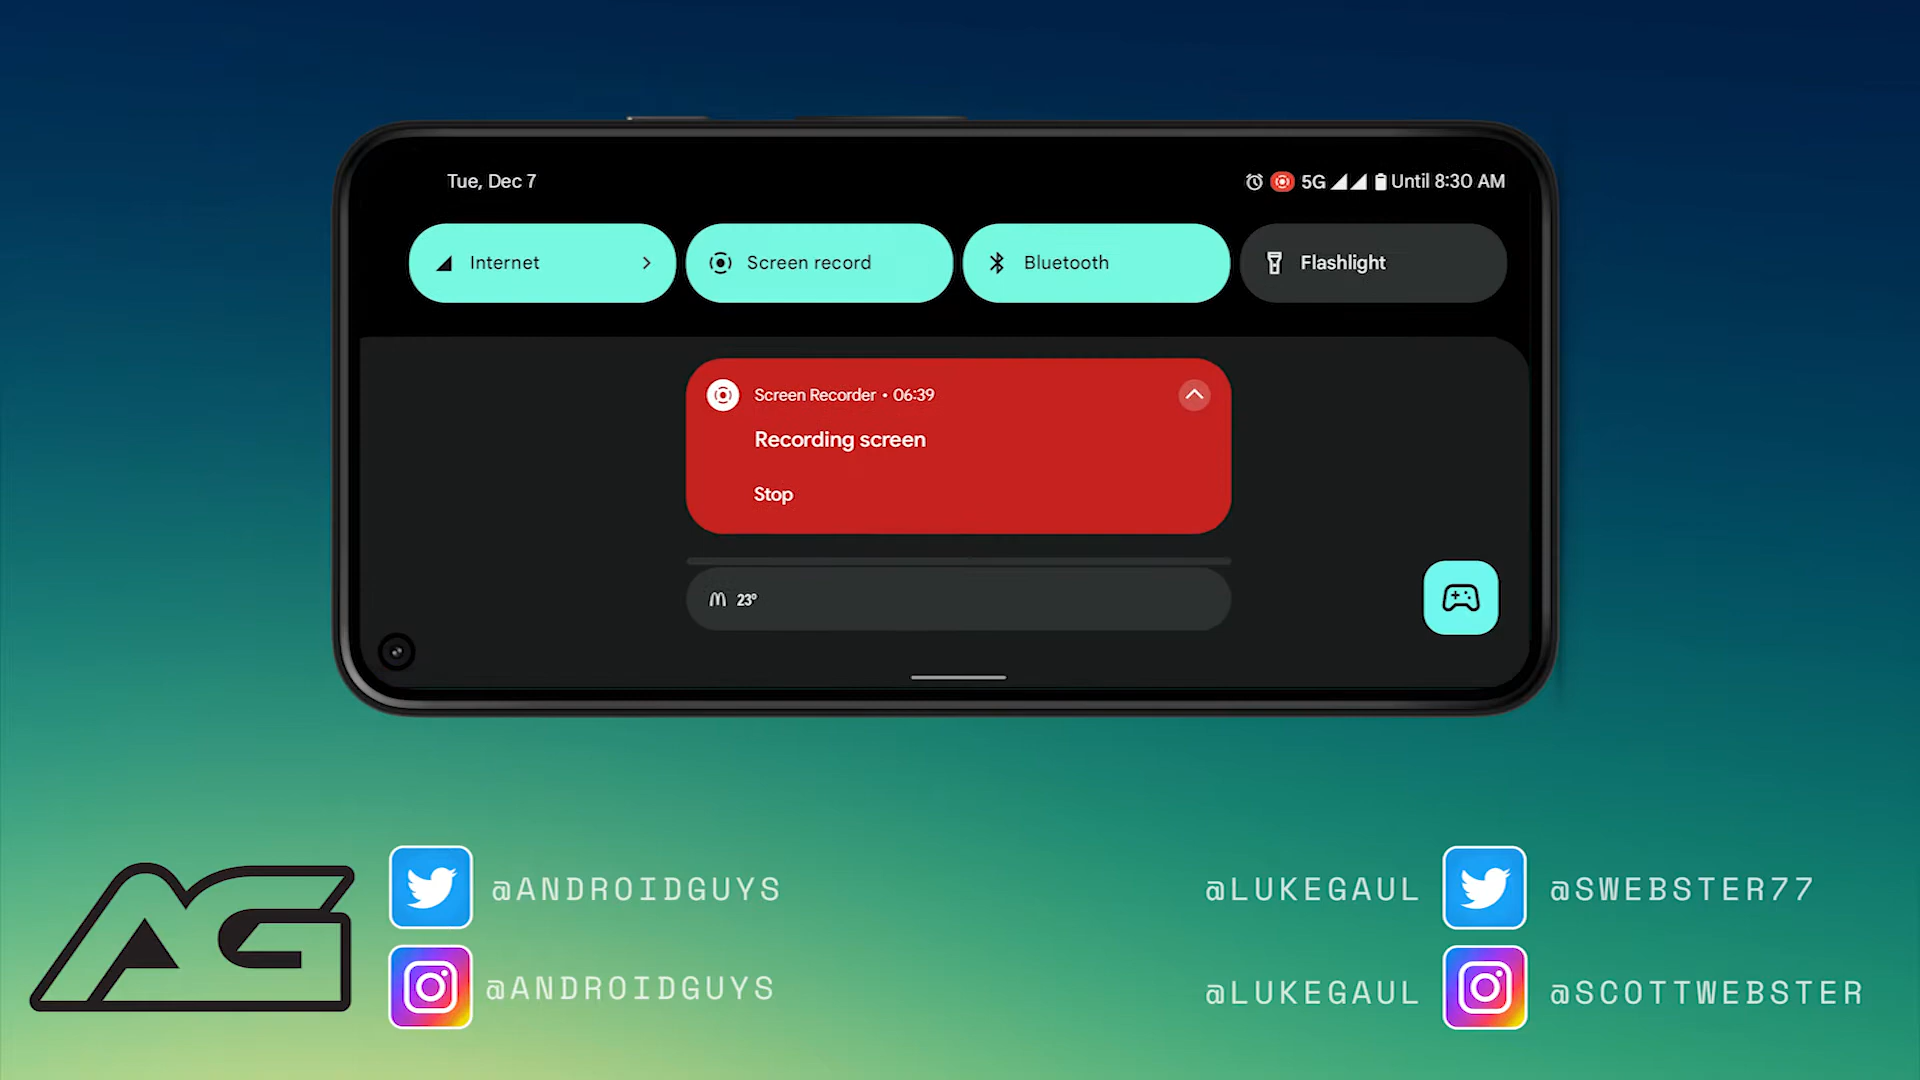 Tue, Dec 7
5G Until 8:30 AM
Internet
Screen record
Bluetooth
Flashlight
Screen Recorder • 06:39
Recording screen
Stop
23°
AG
@ANDROIDGUYS
@LUKEGAUL
@SWEBSTER77
@ANDROIDGUYS
@LUKEGAUL
@SCOTTWEBSTER